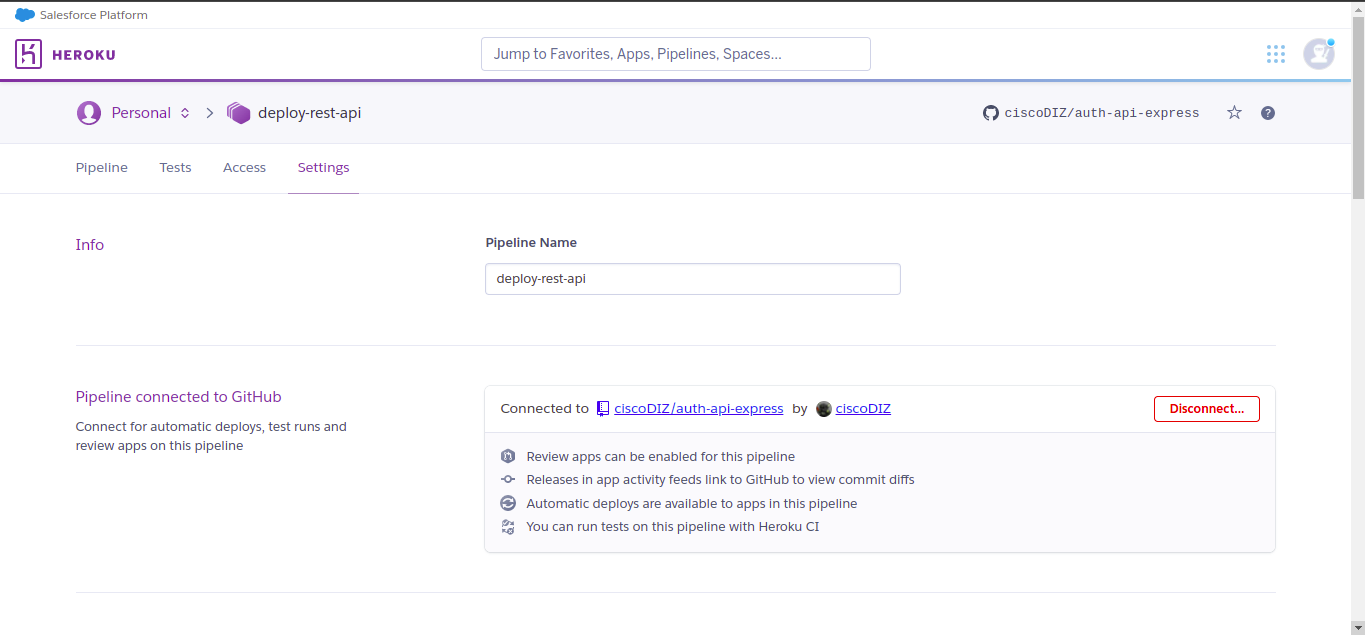 Salesforce Platform
HEROKU
Jump to Favorites, Apps, Pipelines, Spaces...
Personal deploy-rest-api ciscoDIZ/auth-api-express ?
Pipeline Tests Access Settings
Info
Pipeline Name
deploy-rest-api
Pipeline connected to GitHub
Connect for automatic deploys, test runs and
review apps on this pipeline
Connected to ciscoDIZ/auth-api-express by ciscoDIZ Disconnect...
Review apps can be enabled for this pipeline
Releases in app activity feeds link to GitHub to view commit diffs
Automatic deploys are available to apps in this pipeline
You can run tests on this pipeline with Heroku CI